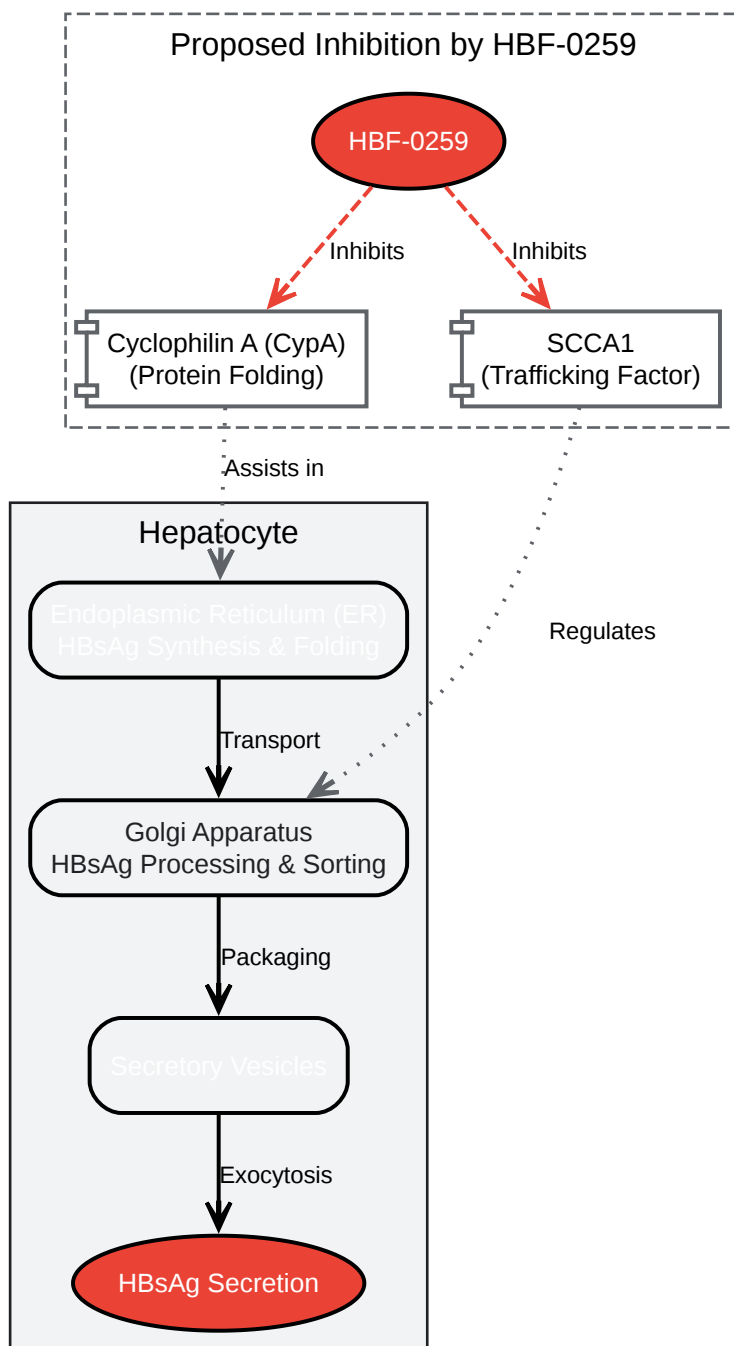 Proposed Inhibition by HBF-0259
HBF-0259
Inhibits
Inhibits
Cyclophilin A (CypA)
(Protein Folding)
SCCA1
(Trafficking Factor)
Assists in
Hepatocyte
Endoplasmic Reticulum (ER)
HBsAg Synthesis & Folding
Regulates
Transport
Golgi Apparatus
HBsAg Processing & Sorting
Packaging
Secretory Vesicles
Exocytosis
HBsAg Secretion